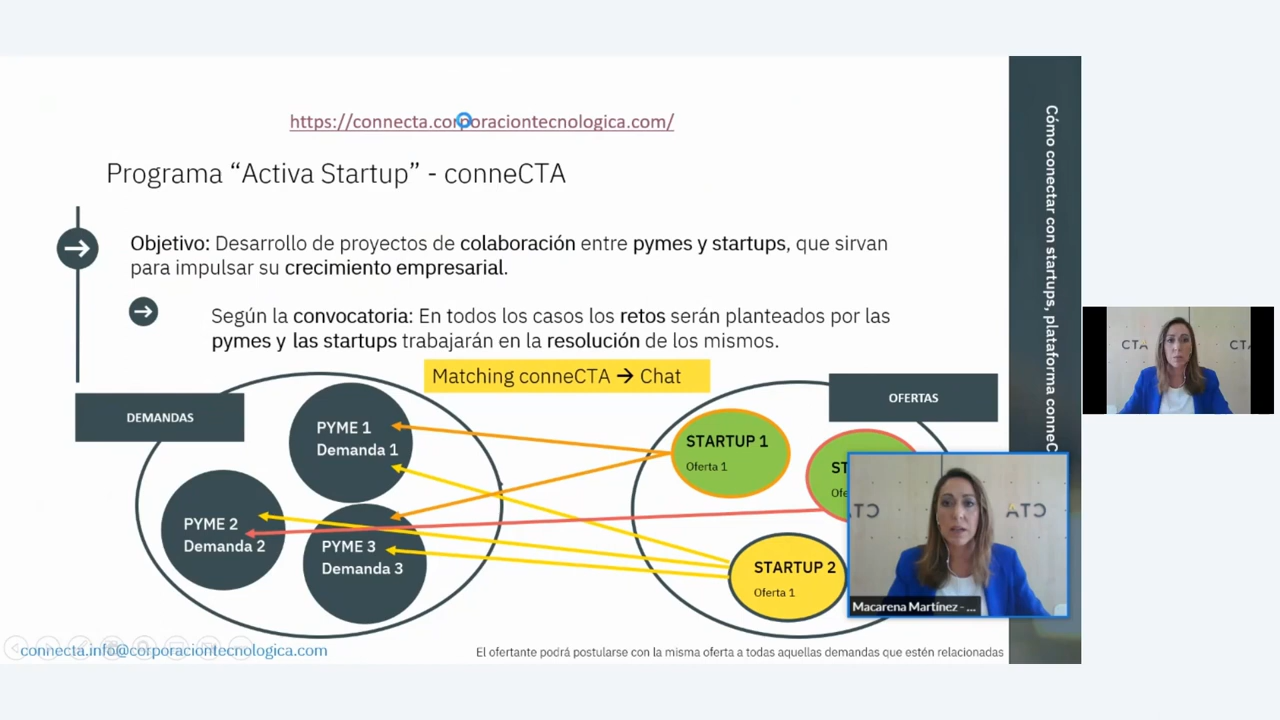 https://connecta.corporaciontecnologica.com/
Programa “Activa Startup” - conneCTA
Objetivo: Desarrollo de proyectos de colaboración entre pymes y startups, que sirvan
para impulsar su crecimiento empresarial.
Según la convocatoria: En todos los casos los retos serán planteados por las
pymes y las startups trabajarán en la resolución de los mismos.
Matching conneCTA → Chat
DEMANDAS
OFERTAS
PYME 1
Demanda 1
PYME 2
Demanda 2
PYME 3
Demanda 3
STARTUP 1
Oferta 1
STARTUP 2
Oferta 1
Macarena Martínez - ...
connecta.info@corporaciontecnologica.com
El ofertante podrá postularse con la misma oferta a todas aquellas demandas que estén relacionadas
Cómo conectar con startups, plataforma
CTA
CTA